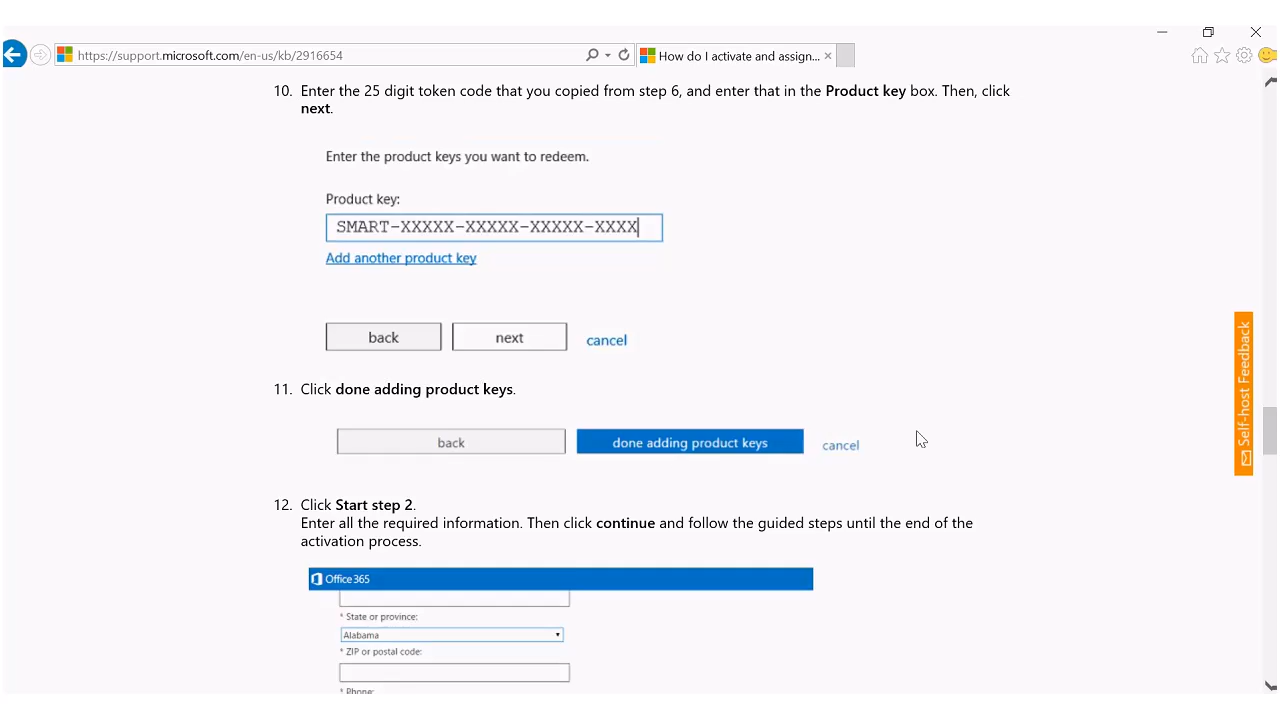 https://support.microsoft.com/en-us/kb/2916654
How do I activate and assign...
10. Enter the 25 digit token code that you copied from step 6, and enter that in the Product key box. Then, click
next.
Enter the product keys you want to redeem.
Product key:
SMART-XXXXX-XXXXX-XXXXX-XXXX
Add another product key
back next cancel
11. Click done adding product keys.
back done adding product keys cancel
12. Click Start step 2.
Enter all the required information. Then click continue and follow the guided steps until the end of the
activation process.
Office 365
* State or province:
Alabama
* ZIP or postal code:
* Phone:
Self-host Feedback